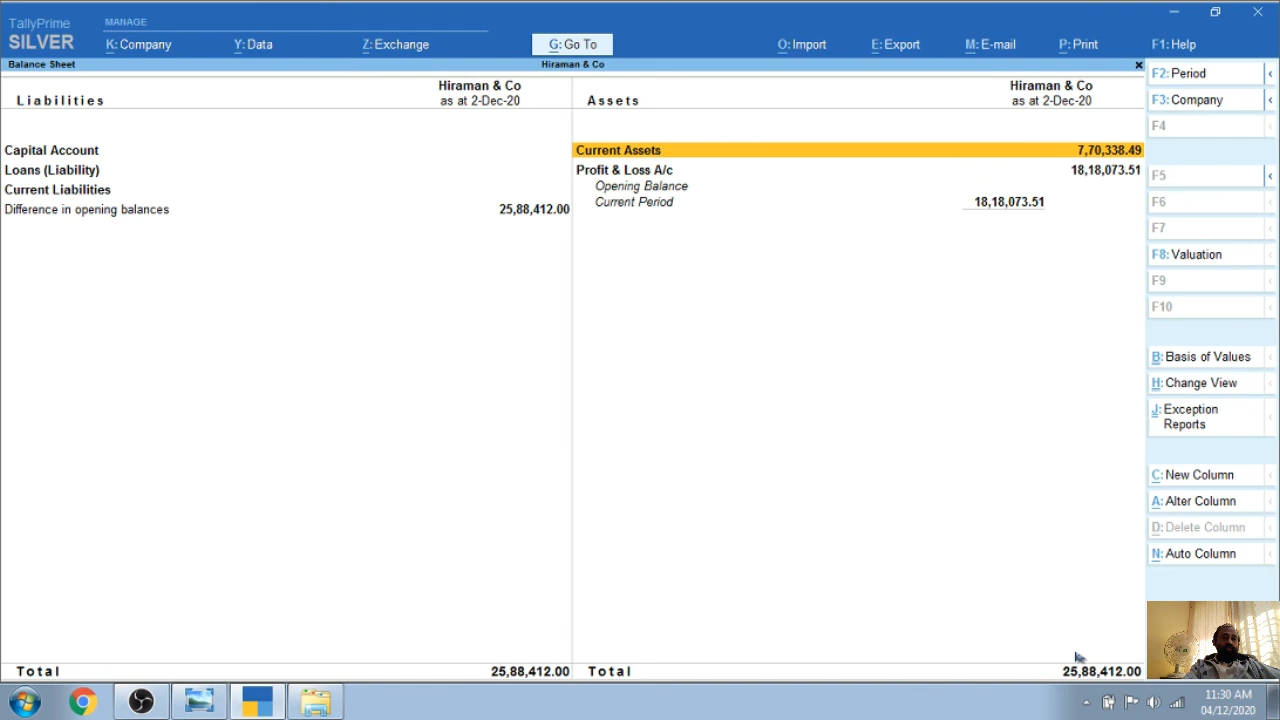 TallyPrime
SILVER
MANAGE
K: Company
Y: Data
Z: Exchange
G: Go To
O: Import
E: Export
M: E-mail
P: Print
F1: Help
Balance Sheet
Hiraman & Co
Liabilities
Hiraman & Co
as at 2-Dec-20
Assets
Hiraman & Co
as at 2-Dec-20
Capital Account
Loans (Liability)
Current Liabilities
Difference in opening balances 25,88,412.00
Current Assets 7,70,338.49
Profit & Loss A/c 18,18,073.51
Opening Balance
Current Period 18,18,073.51
Total 25,88,412.00
Total 25,88,412.00
F2: Period
F3: Company
F4
F5
F6
F7
F8: Valuation
F9
F10
B: Basis of Values
H: Change View
J: Exception
Reports
C: New Column
A: Alter Column
D: Delete Column
N: Auto Column
11:30 AM
04/12/2020